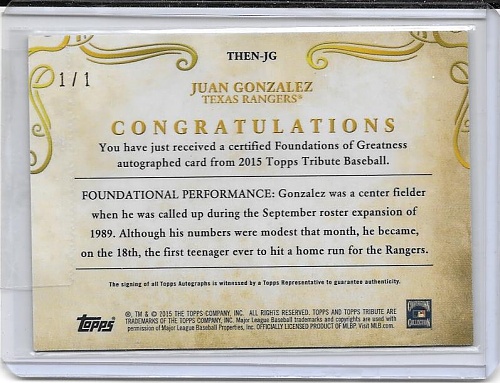 THEN-JG
1/1
JUAN GONZALEZ
TEXAS RANGERS®
CONGRATULATIONS
You have just received a certified Foundations of Greatness
autographed card from 2015 Topps Tribute Baseball.
FOUNDATIONAL PERFORMANCE: Gonzalez was a center fielder
when he was called up during the September roster expansion of
1989. Although his numbers were modest that month, he became,
on the 18th, the first teenager ever to hit a home run for the Rangers.
The signing of all Topps Autographs is witnessed by a Topps Representative to guarantee authenticity.
Topps
®, TM & © 2015 THE TOPPS COMPANY, INC. ALL RIGHTS RESERVED. TOPPS AND TOPPS TRIBUTE ARE
TRADEMARKS OF THE TOPPS COMPANY, INC. Major League Baseball trademarks and copyrights are used with
permission of Major League Baseball Properties, Inc. OFFICIALLY LICENSED PRODUCT OF MLBP. Visit MLB.com.